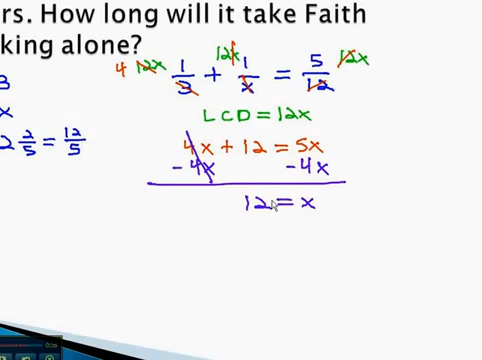 rs. How long will it take Faith
king alone?
4 12x 1/3 + 12x 1/x = 5/12 12x
3
x
LCD = 12x
2 2/5 = 12/5
4x + 12 = 5x
- 4x - 4x
12 = x